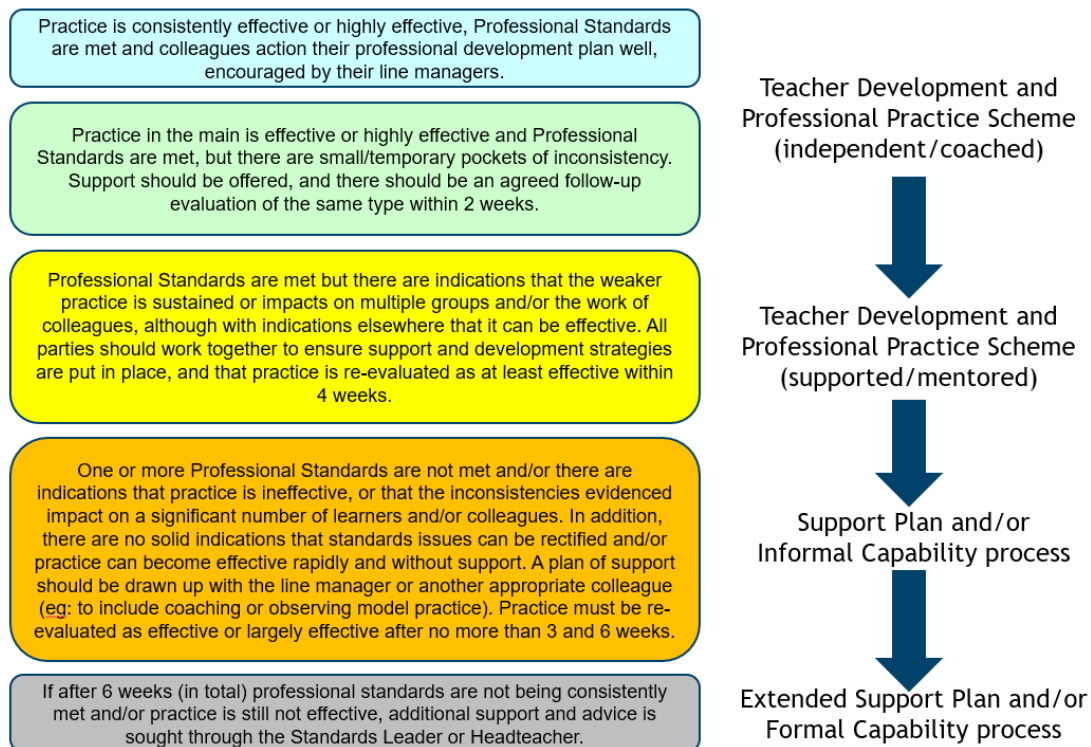 Practice is consistently effective or highly effective, Professional Standards
are met and colleagues action their professional development plan well,
encouraged by their line managers.
Practice in the main is effective or highly effective and Professional
Standards are met, but there are small/temporary pockets of inconsistency.
Support should be offered, and there should be an agreed follow-up
evaluation of the same type within 2 weeks.
Professional Standards are met but there are indications that the weaker
practice is sustained or impacts on multiple groups and/or the work of
colleagues, although with indications elsewhere that it can be effective. All
parties should work together to ensure support and development strategies
are put in place, and that practice is re-evaluated as at least effective within
4 weeks.
One or more Professional Standards are not met and/or there are
indications that practice is ineffective, or that the inconsistencies evidenced
impact on a significant number of learners and/or colleagues. In addition,
there are no solid indications that standards issues can be rectified and/or
practice can become effective rapidly and without support. A plan of support
should be drawn up with the line manager or another appropriate colleague
(eg: to include coaching or observing model practice). Practice must be re-
evaluated as effective or largely effective after no more than 3 and 6 weeks.
If after 6 weeks (in total) professional standards are not being consistently
met and/or practice is still not effective, additional support and advice is
sought through the Standards Leader or Headteacher.
Teacher Development and
Professional Practice Scheme
(independent/coached)
Teacher Development and
Professional Practice Scheme
(supported/mentored)
Support Plan and/or
Informal Capability process
Extended Support Plan and/or
Formal Capability process